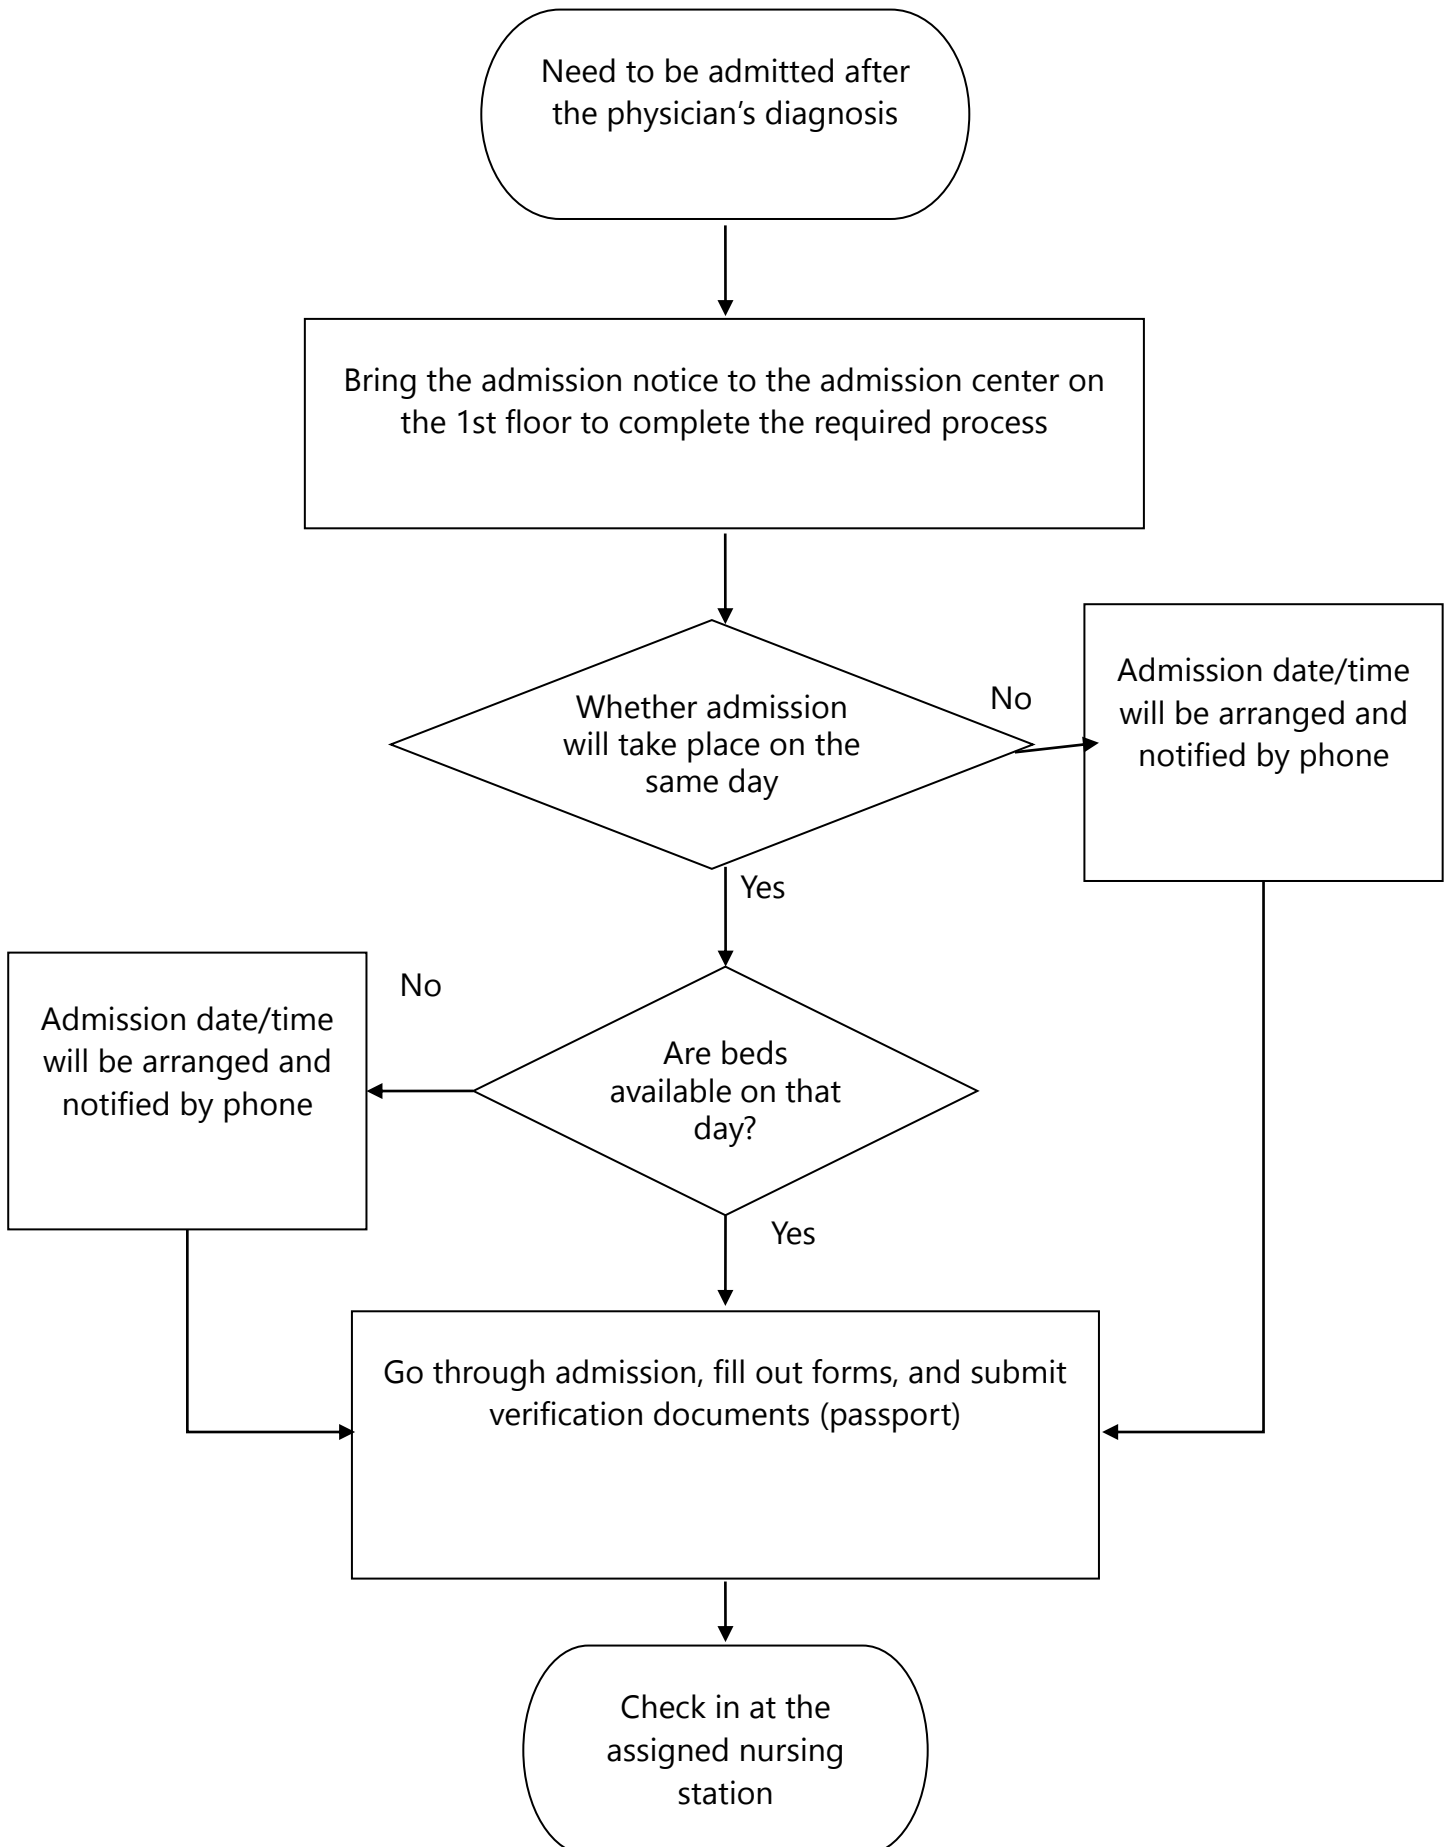 Need to be admitted after
the physician’s diagnosis
Bring the admission notice to the admission center on
the 1st floor to complete the required process
Whether admission
will take place on the
same day
No
Admission date/time
will be arranged and
notified by phone
Yes
No
Admission date/time
will be arranged and
notified by phone
Are beds
available on that
day?
Yes
Go through admission, fill out forms, and submit
verification documents (passport)
Check in at the
assigned nursing
station